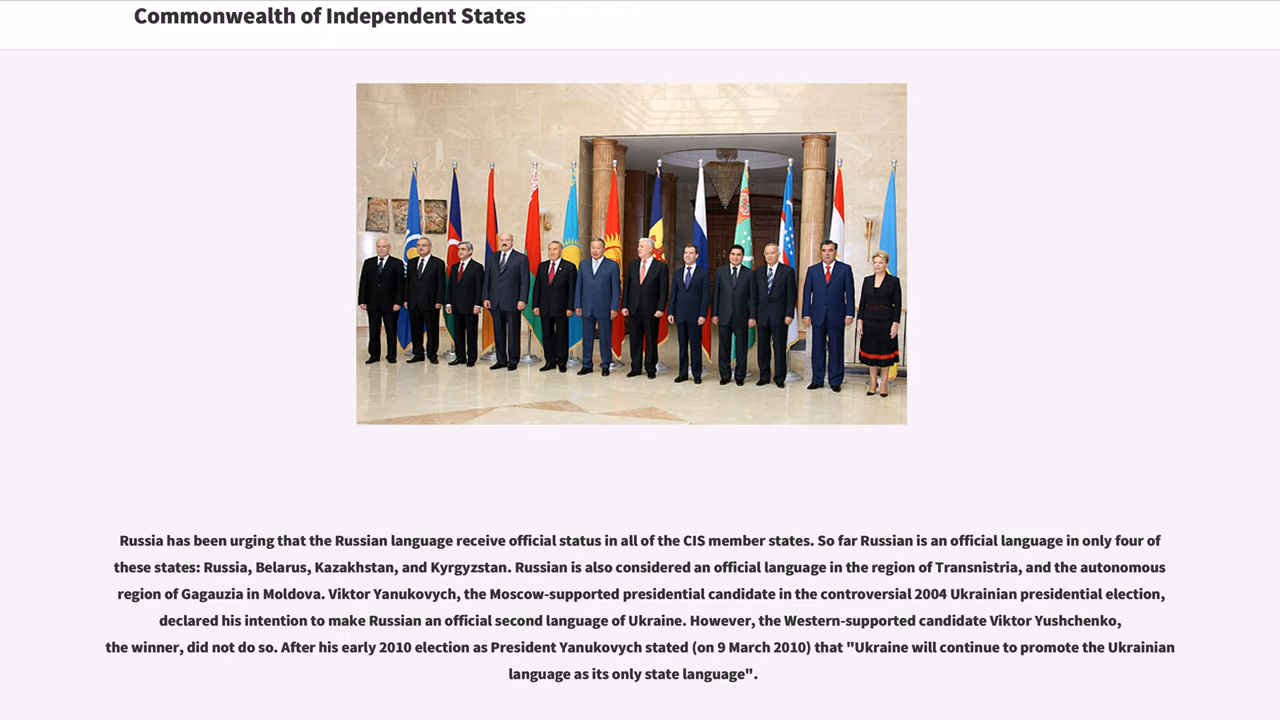 Commonwealth of Independent States
Russia has been urging that the Russian language receive official status in all of the CIS member states. So far Russian is an official language in only four of
these states: Russia, Belarus, Kazakhstan, and Kyrgyzstan. Russian is also considered an official language in the region of Transnistria, and the autonomous
region of Gagauzia in Moldova. Viktor Yanukovych, the Moscow-supported presidential candidate in the controversial 2004 Ukrainian presidential election,
declared his intention to make Russian an official second language of Ukraine. However, the Western-supported candidate Viktor Yushchenko,
the winner, did not do so. After his early 2010 election as President Yanukovych stated (on 9 March 2010) that "Ukraine will continue to promote the Ukrainian
language as its only state language".